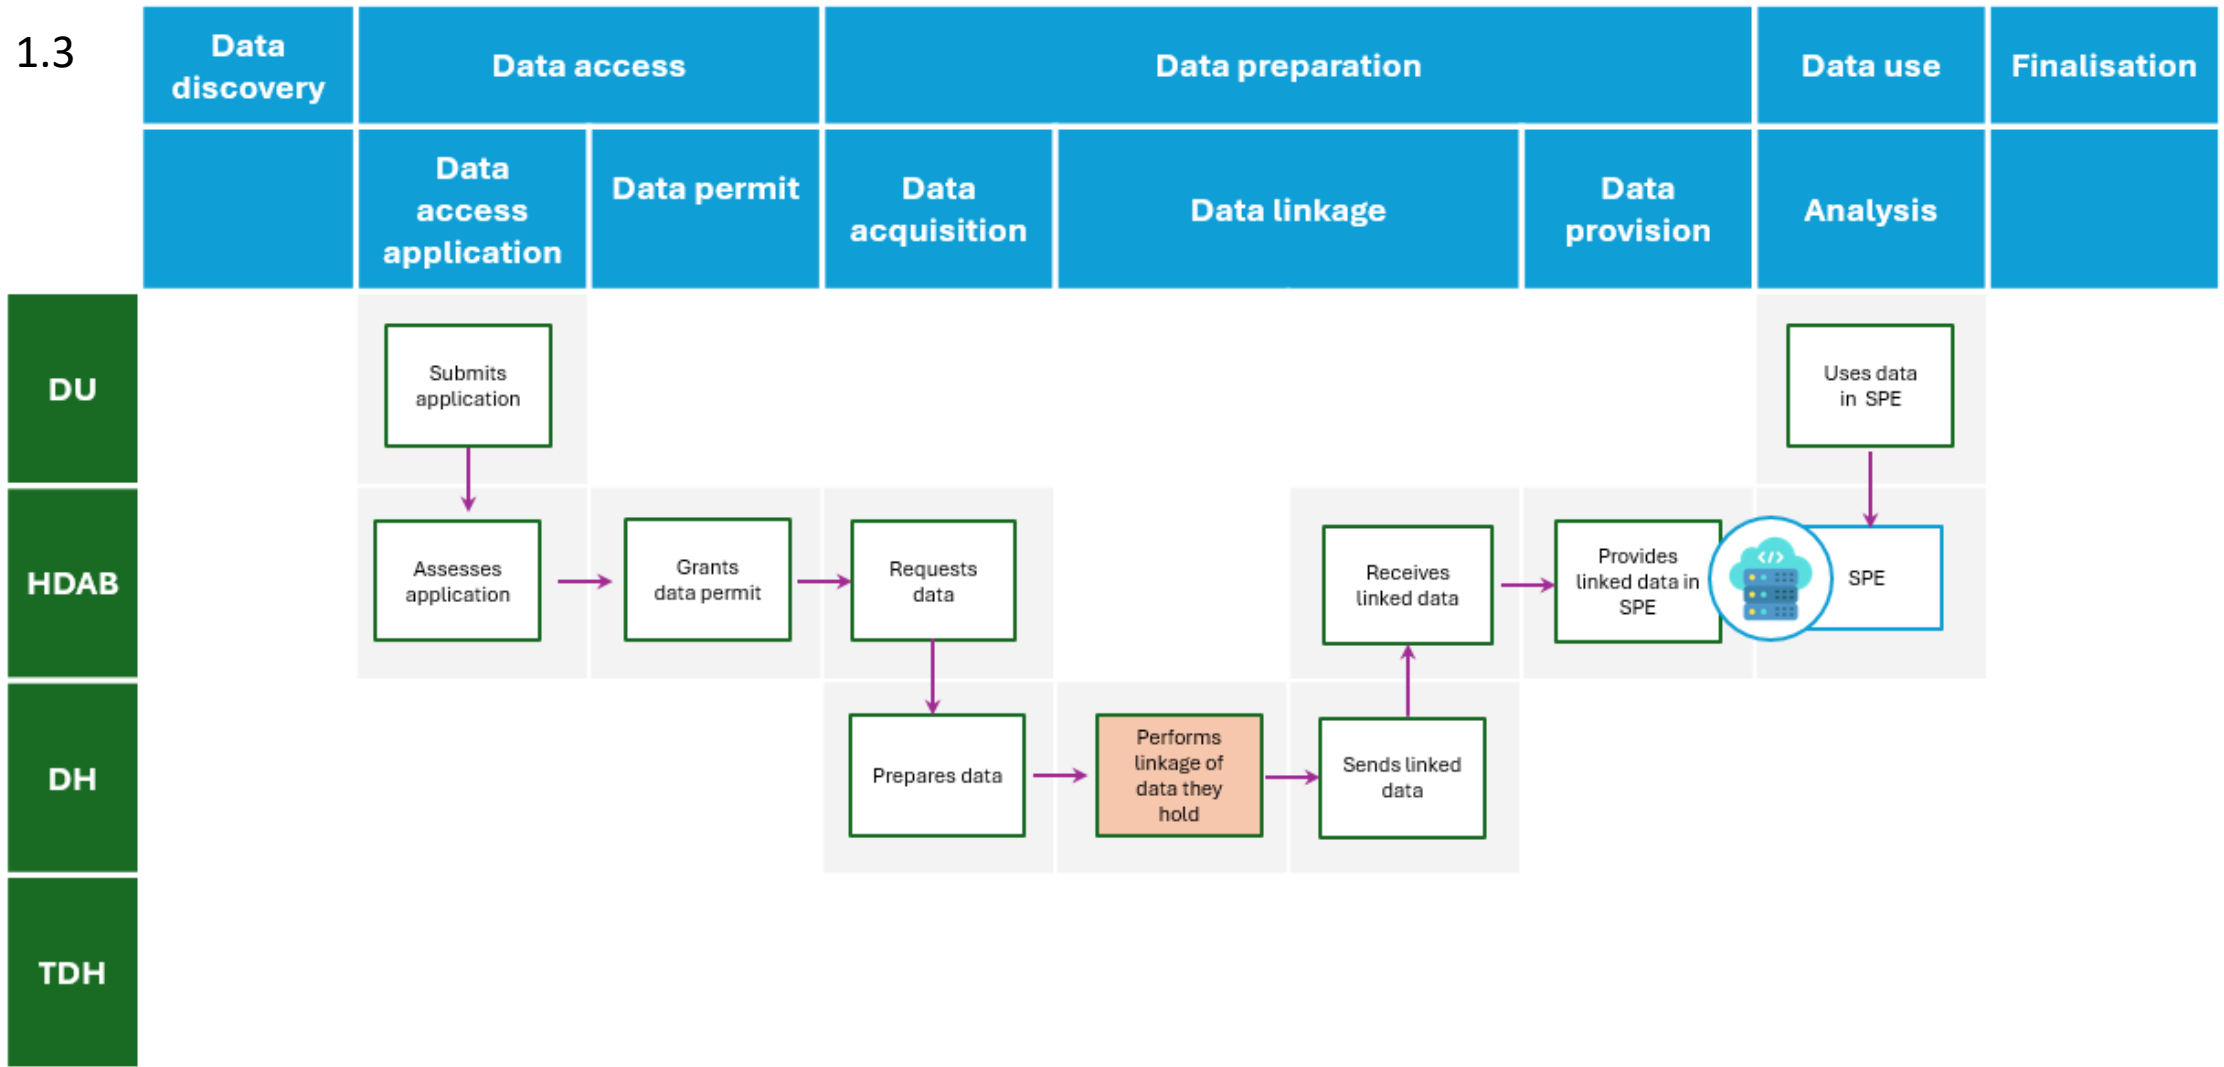 1.3
Data
discovery
Data access
Data preparation
Data use
Finalisation
Data
access
application
Data permit
Data
acquisition
Data linkage
Data
provision
Analysis
DU
Submits
application
Uses data
in SPE
HDAB
Assesses
application
Grants
data permit
Requests
data
Receives
linked data
Provides
linked data in
SPE
</>
SPE
DH
Prepares data
Performs
linkage of
data they
hold
Sends linked
data
TDH